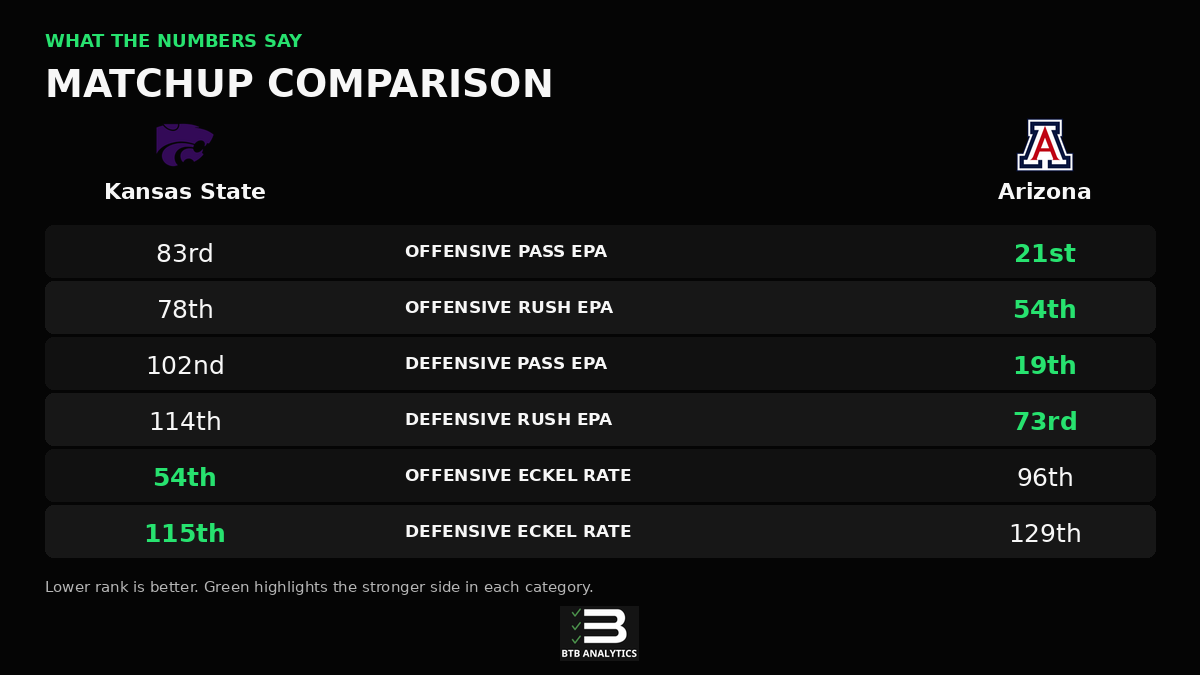 WHAT THE NUMBERS SAY
MATCHUP COMPARISON
A
Kansas State Arizona
83rd OFFENSIVE PASS EPA 21st
78th OFFENSIVE RUSH EPA 54th
102nd DEFENSIVE PASS EPA 19th
114th DEFENSIVE RUSH EPA 73rd
54th OFFENSIVE ECKEL RATE 96th
115th DEFENSIVE ECKEL RATE 129th
Lower rank is better. Green highlights the stronger side in each category.
B
BTB ANALYTICS